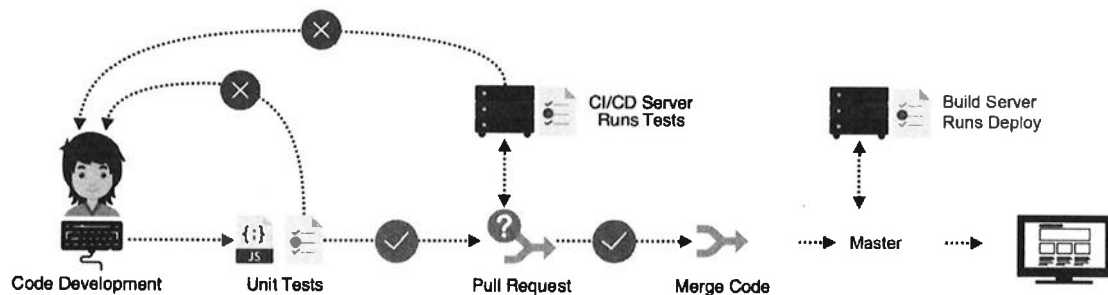 CI/CD Server
Runs Tests
Build Server
Runs Deploy
{;}
JS
?
Master
Code Development
Unit Tests
Pull Request
Merge Code